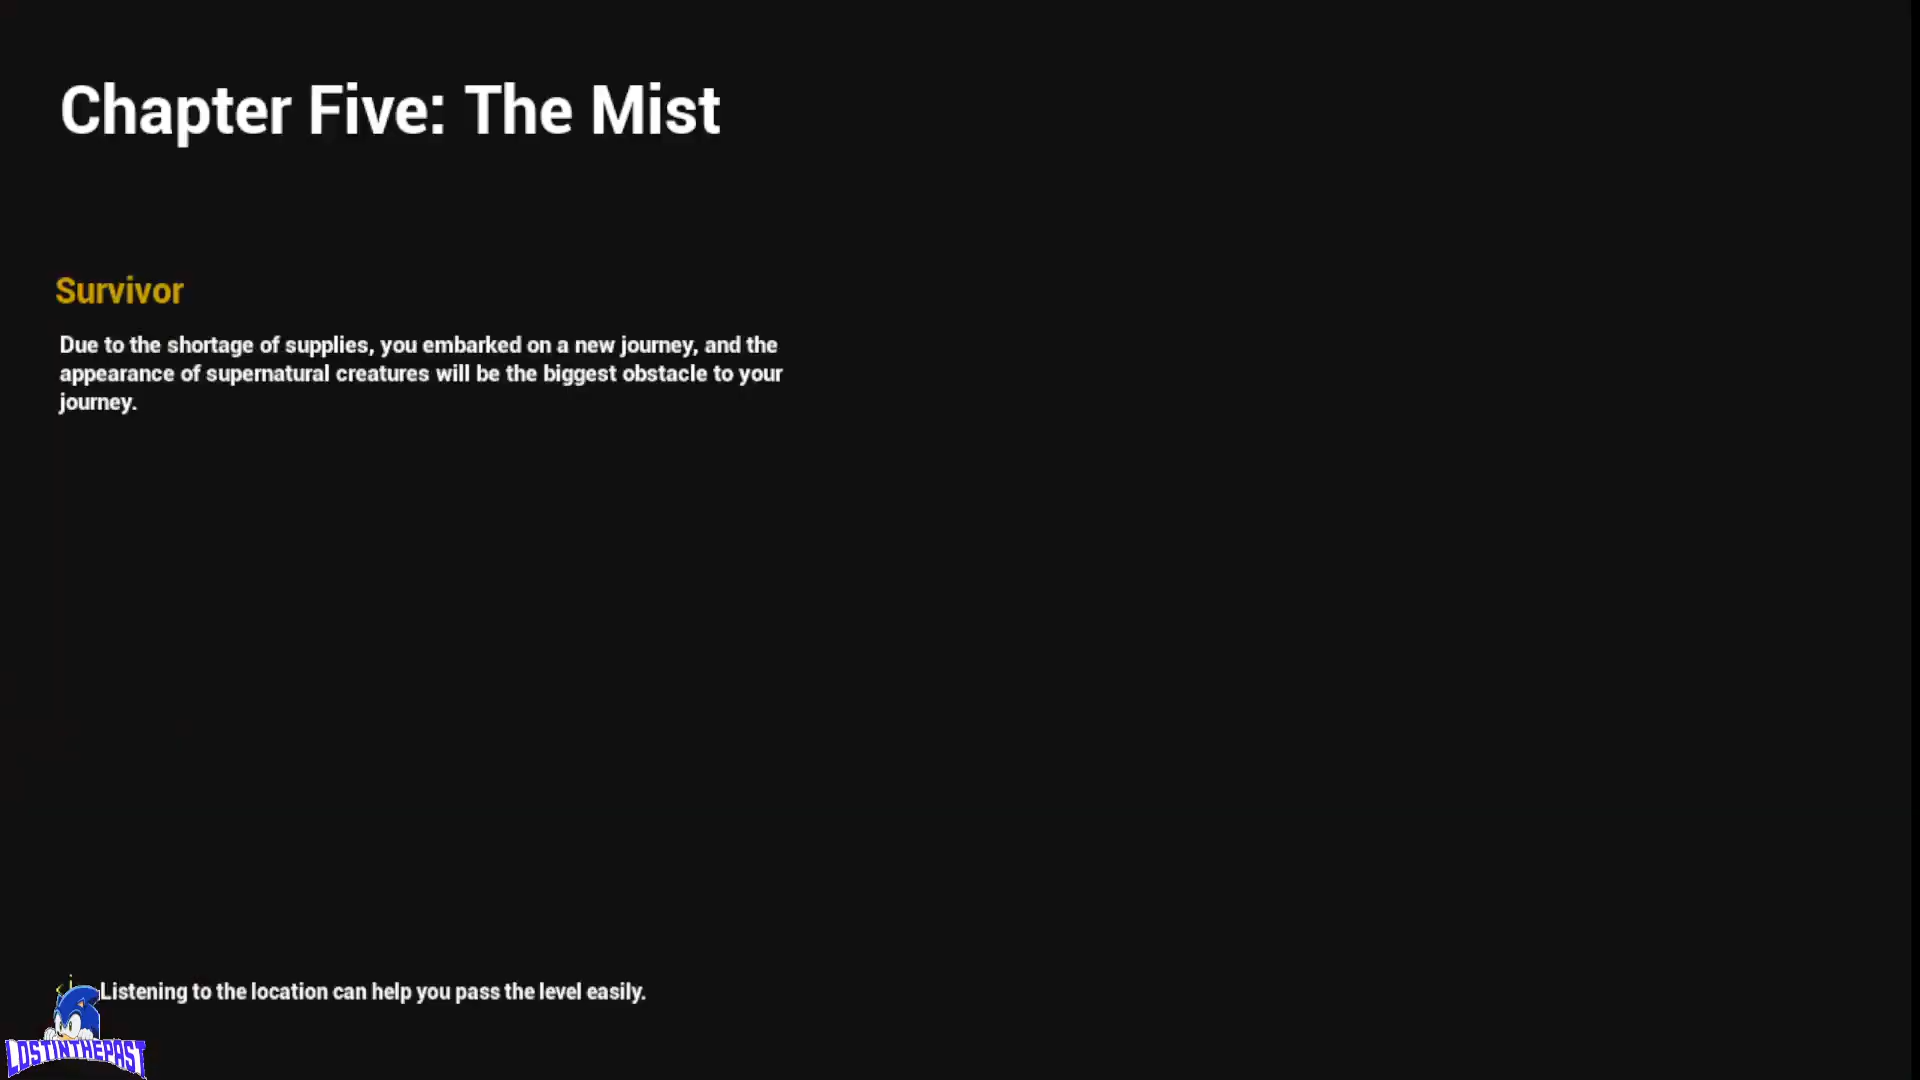 Chapter Five: The Mist
Survivor
Due to the shortage of supplies, you embarked on a new journey, and the
appearance of supernatural creatures will be the biggest obstacle to your
journey.
Listening to the location can help you pass the level easily.
LOSTINTHEPAST